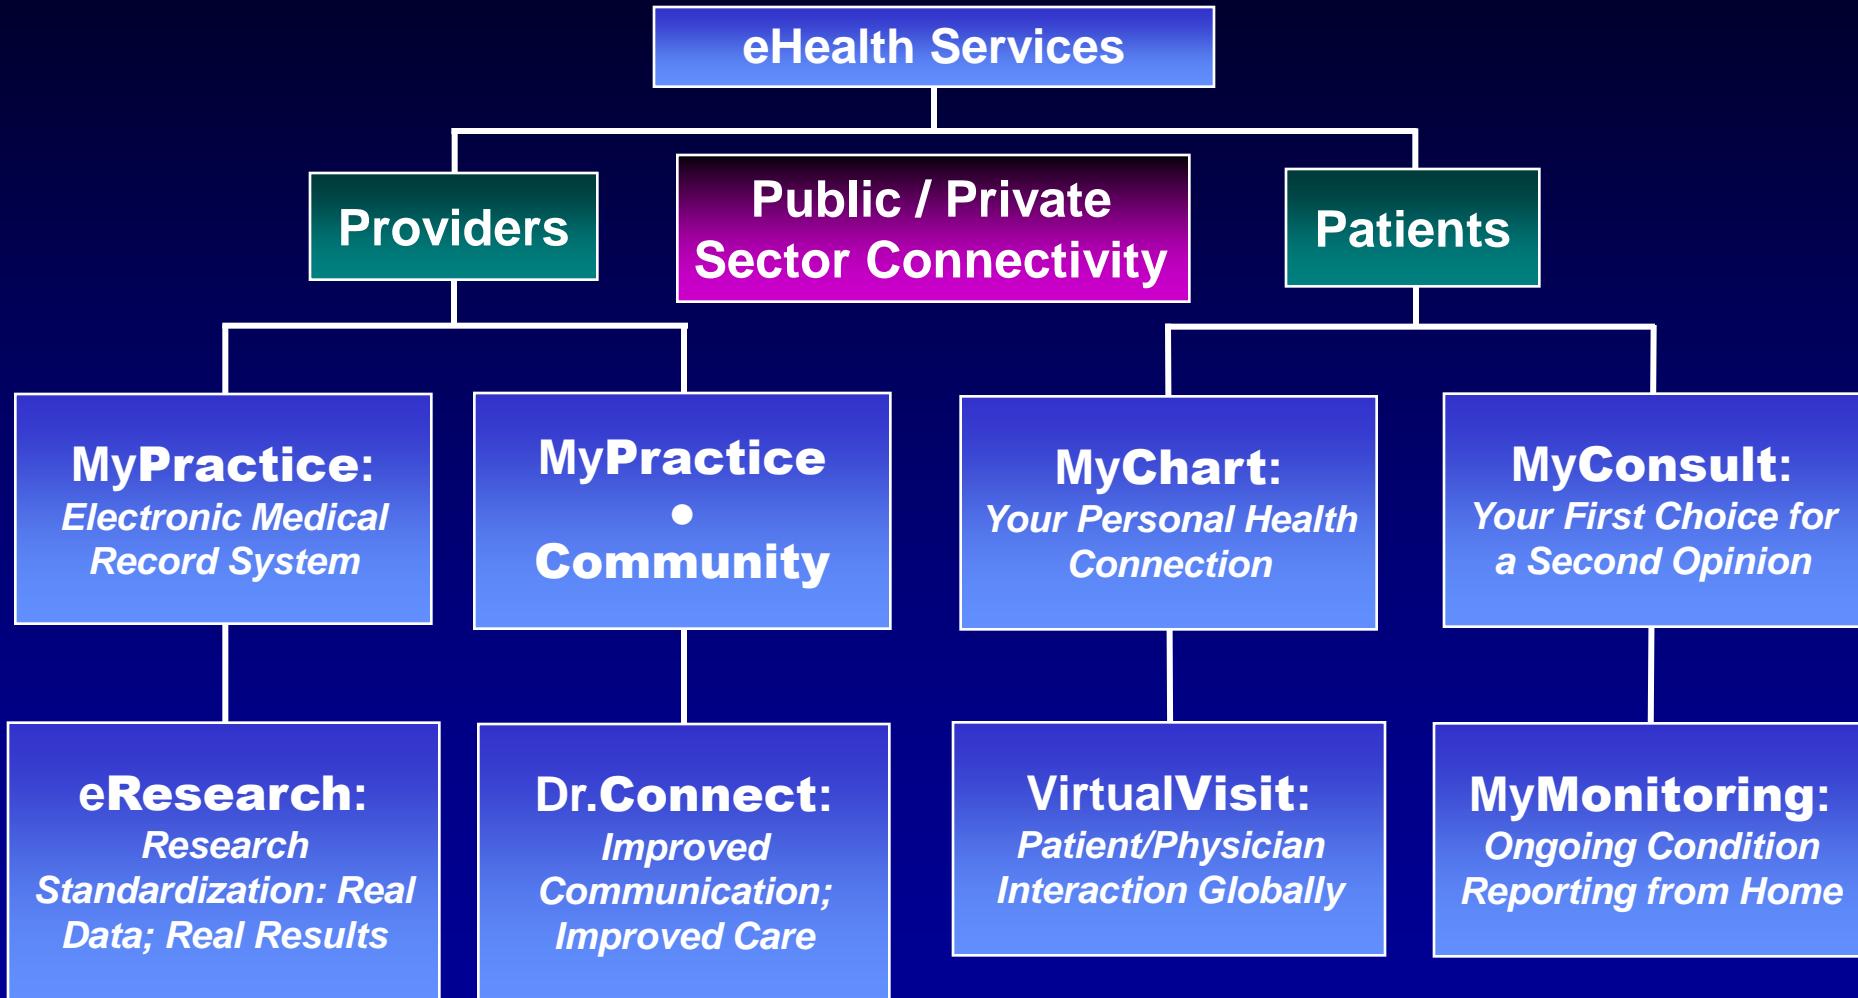 eHealth Services
Providers
Public / Private
Sector Connectivity
Patients
MyPractice:
Electronic Medical
Record System
MyPractice
•
Community
MyChart:
Your Personal Health
Connection
MyConsult:
Your First Choice for
a Second Opinion
eResearch:
Research
Standardization: Real
Data; Real Results
Dr.Connect:
Improved
Communication;
Improved Care
VirtualVisit:
Patient/Physician
Interaction Globally
MyMonitoring:
Ongoing Condition
Reporting from Home